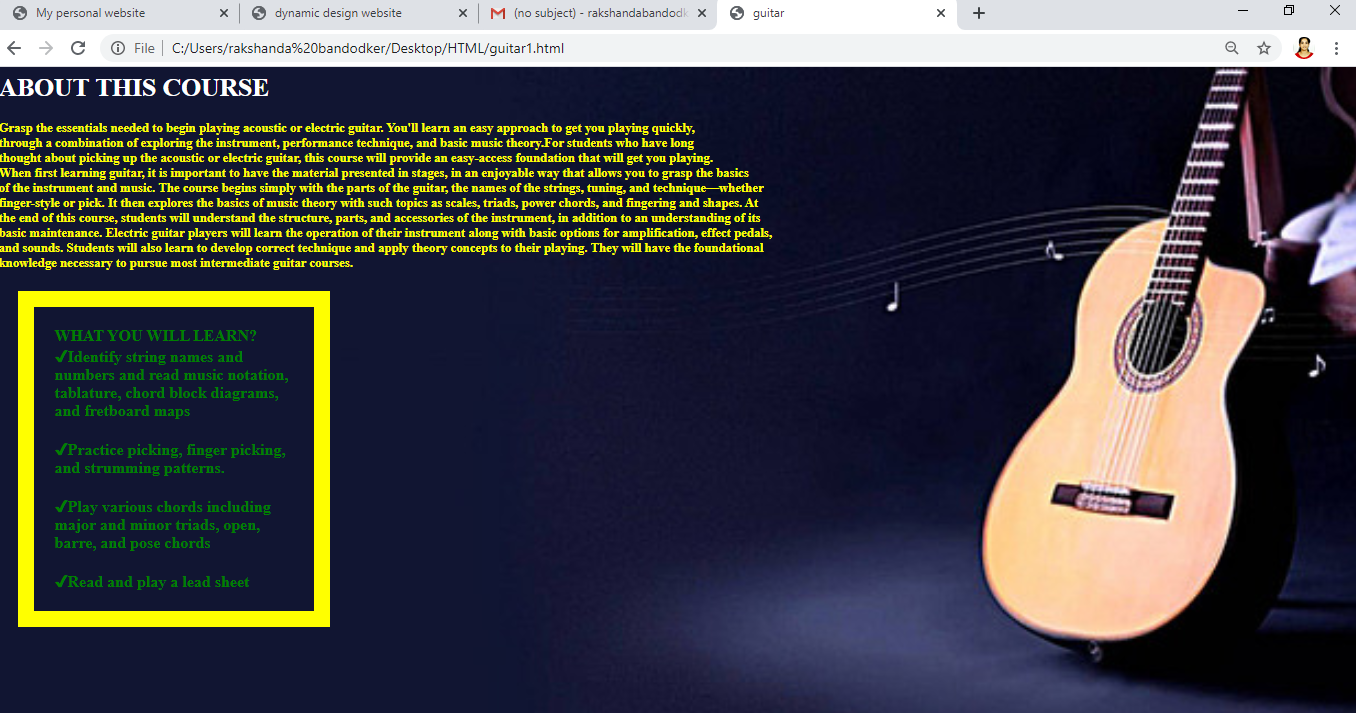 My personal website
dynamic design website
(no subject) - rakshandabandodk
guitar
File
C:/Users/rakshanda%20bandodker/Desktop/HTML/guitar1.html
ABOUT THIS COURSE
Grasp the essentials needed to begin playing acoustic or electric guitar. You'll learn an easy approach to get you playing quickly,
through a combination of exploring the instrument, performance technique, and basic music theory.For students who have long
thought about picking up the acoustic or electric guitar, this course will provide an easy-access foundation that will get you playing.
When first learning guitar, it is important to have the material presented in stages, in an enjoyable way that allows you to grasp the basics
of the instrument and music. The course begins simply with the parts of the guitar, the names of the strings, tuning, and technique—whether
finger-style or pick. It then explores the basics of music theory with such topics as scales, triads, power chords, and fingering and shapes. At
the end of this course, students will understand the structure, parts, and accessories of the instrument, in addition to an understanding of its
basic maintenance. Electric guitar players will learn the operation of their instrument along with basic options for amplification, effect pedals,
and sounds. Students will also learn to develop correct technique and apply theory concepts to their playing. They will have the foundational
knowledge necessary to pursue most intermediate guitar courses.
WHAT YOU WILL LEARN?
✔Identify string names and
numbers and read music notation,
tablature, chord block diagrams,
and fretboard maps
✔Practice picking, finger picking,
and strumming patterns.
✔Play various chords including
major and minor triads, open,
barre, and pose chords
✔Read and play a lead sheet